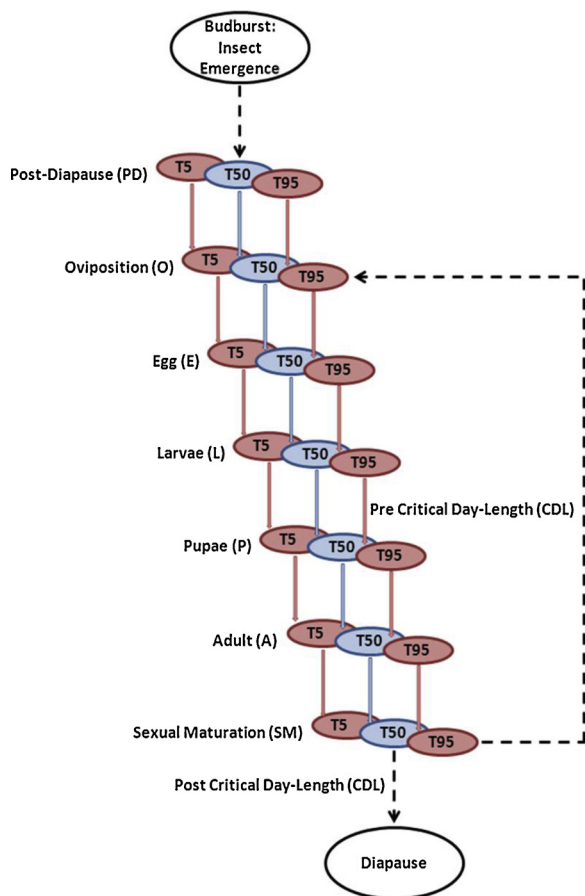 Budburst:
Insect
Emergence
Post-Diapause (PD)
T5 T50 T95
Oviposition (O)
T5 T50 T95
Egg (E)
T5 T50 T95
Larvae (L)
T5 T50 T95
Pre Critical Day-Length (CDL)
Pupae (P)
T5 T50 T95
Adult (A)
T5 T50 T95
Sexual Maturation (SM)
T5 T50 T95
Post Critical Day-Length (CDL)
Diapause